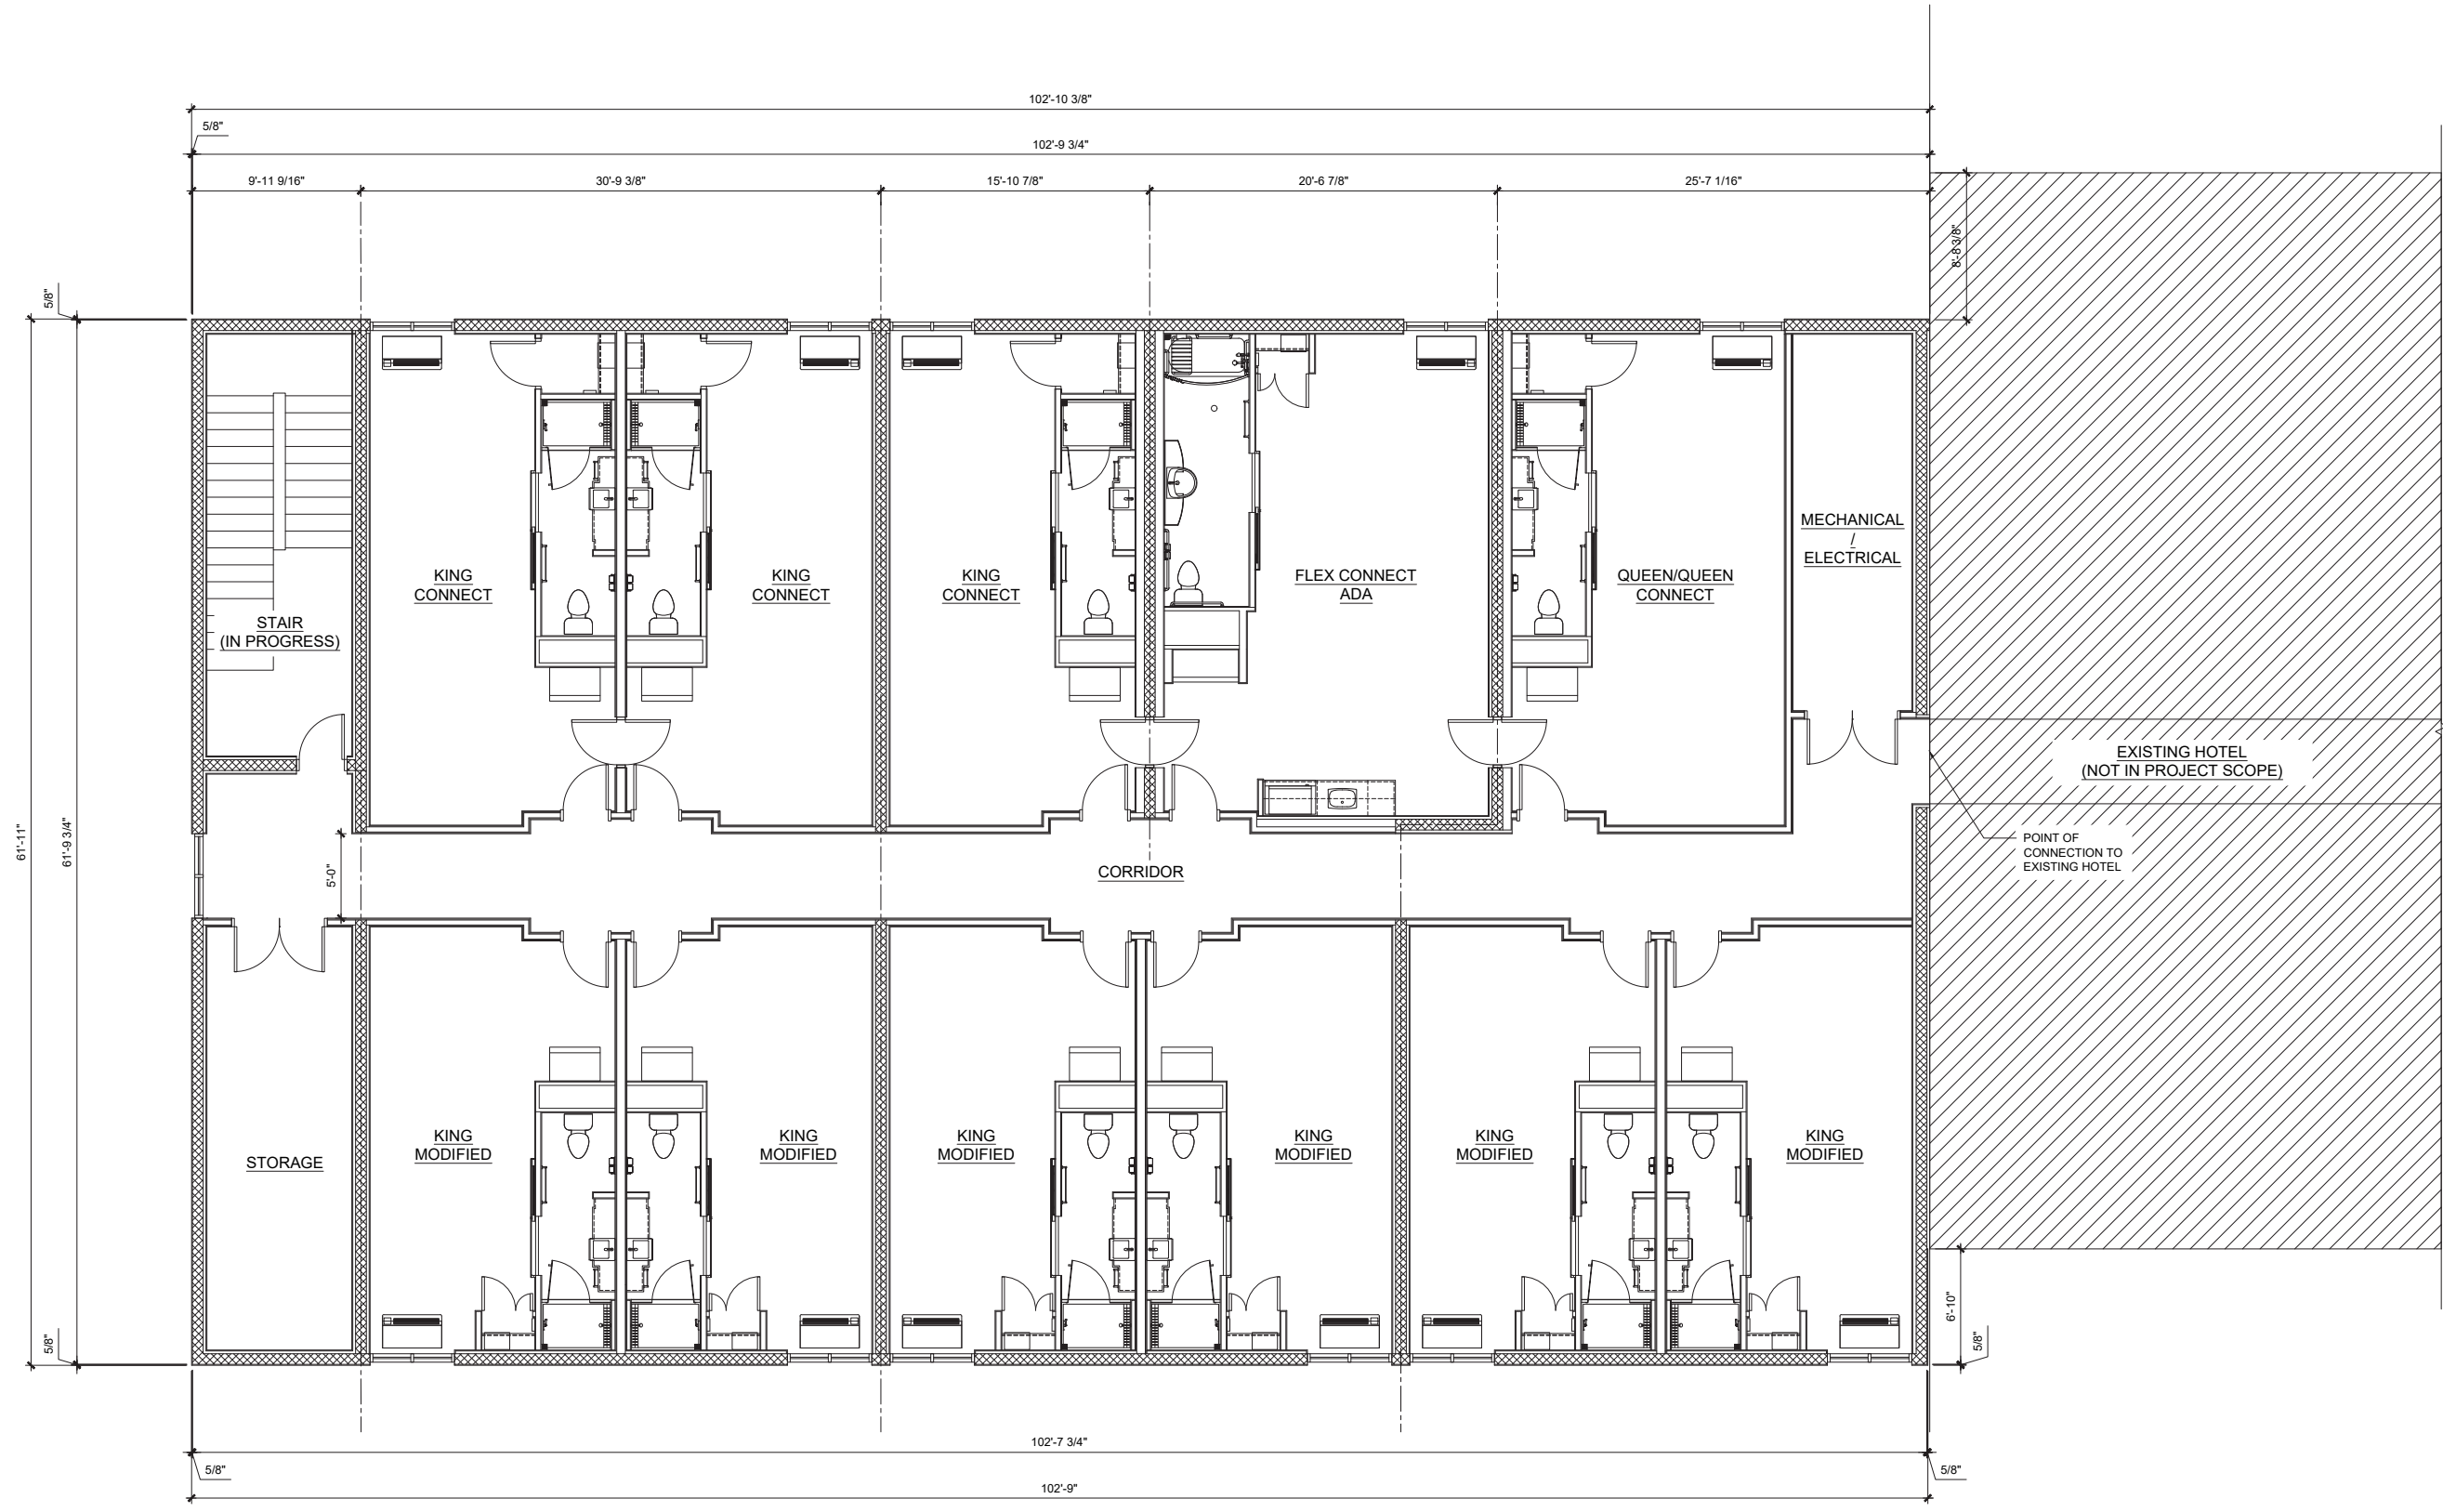 102'-10 3/8"
5/8"
102'-9 3/4"
9'-11 9/16"
30'-9 3/8"
15'-10 7/8"
20'-6 7/8"
25'-7 1/16"
8'-8 3/8"
5/8"
61'-11"
61'-9 3/4"
MECHANICAL
/
ELECTRICAL
KING
CONNECT
KING
CONNECT
KING
CONNECT
FLEX CONNECT
ADA
QUEEN/QUEEN
CONNECT
STAIR
(IN PROGRESS)
EXISTING HOTEL
(NOT IN PROJECT SCOPE)
POINT OF
CONNECTION TO
EXISTING HOTEL
5'-0"
CORRIDOR
STORAGE
KING
MODIFIED
KING
MODIFIED
KING
MODIFIED
KING
MODIFIED
KING
MODIFIED
KING
MODIFIED
6'-10"
5/8"
5/8"
102'-7 3/4"
5/8"
5/8"
102'-9"